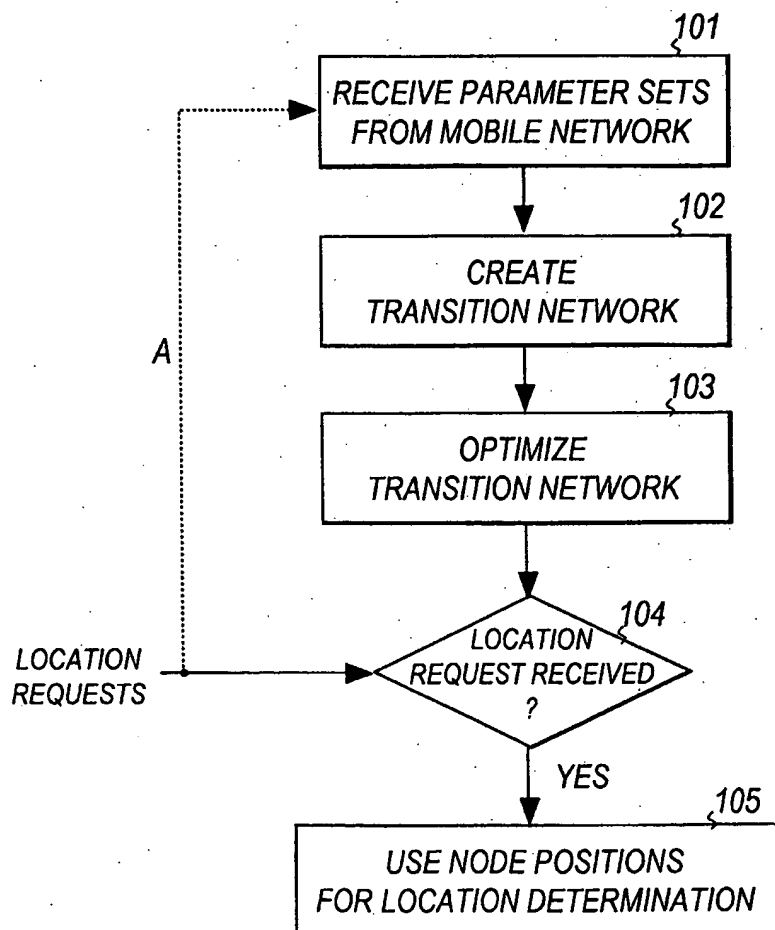 101
RECEIVE PARAMETER SETS
FROM MOBILE NETWORK
102
CREATE
TRANSITION NETWORK
A
103
OPTIMIZE
TRANSITION NETWORK
104
LOCATION
REQUEST RECEIVED
?
LOCATION
REQUESTS
YES
105
USE NODE POSITIONS
FOR LOCATION DETERMINATION